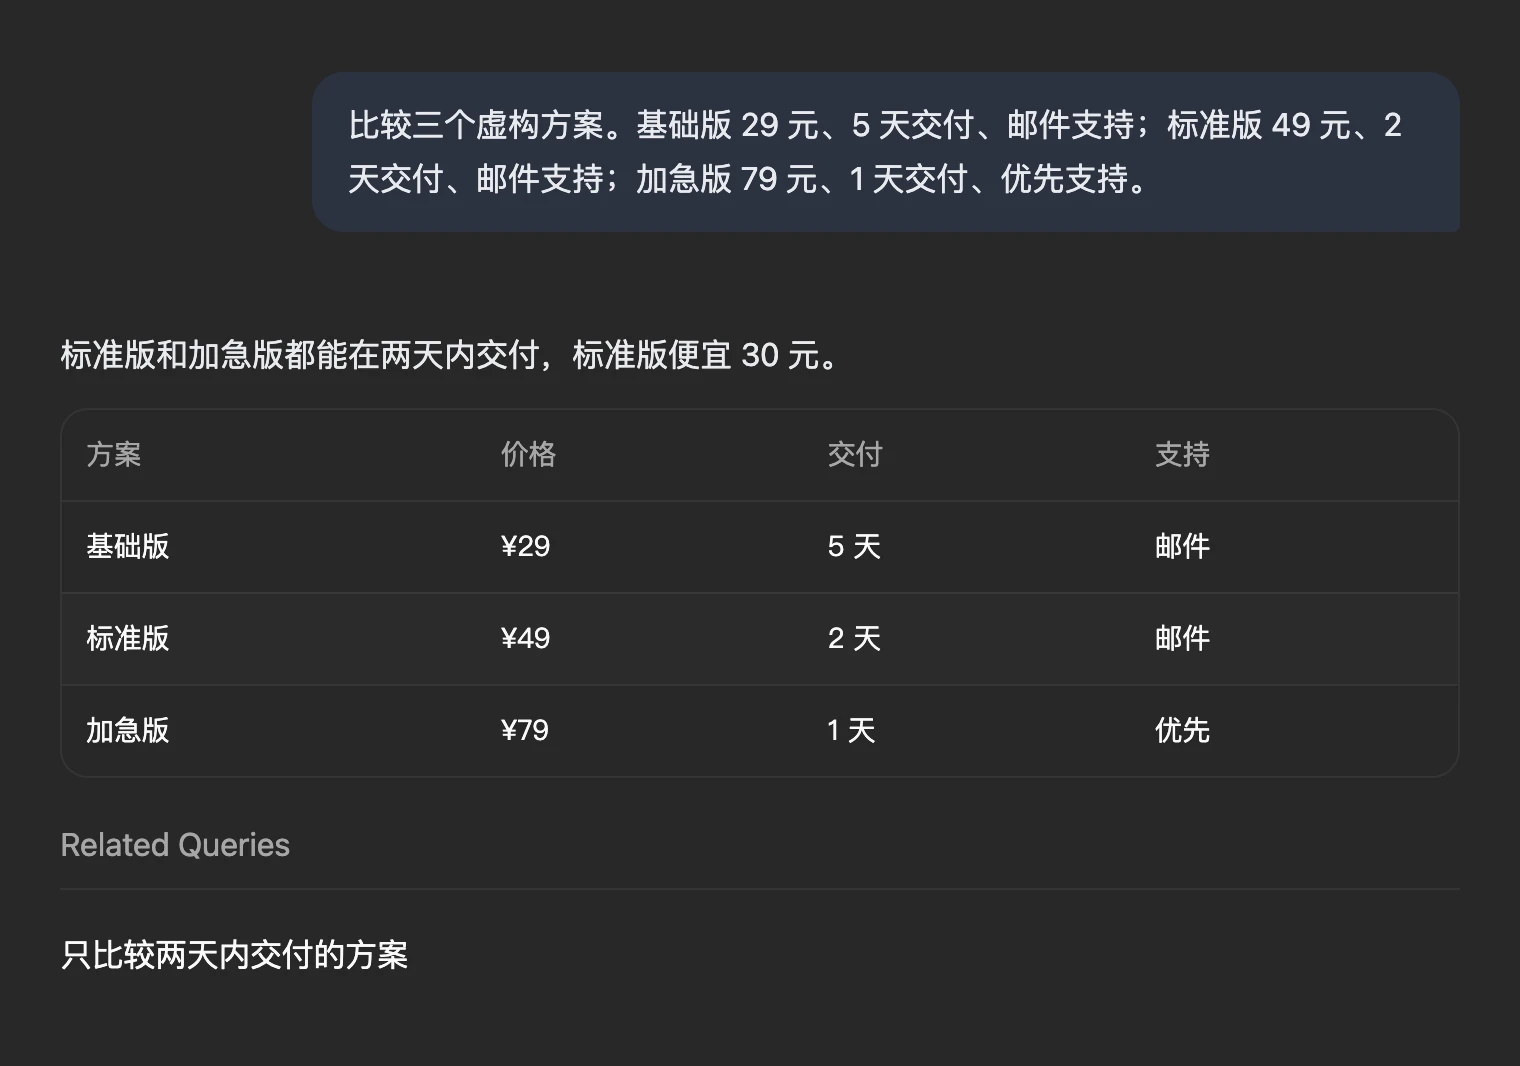 比较三个虚构方案。基础版 29 元、5 天交付、邮件支持；标准版 49 元、2
天交付、邮件支持；加急版 79 元、1 天交付、优先支持。
标准版和加急版都能在两天内交付，标准版便宜 30 元。
方案 价格 交付 支持
基础版 ¥29 5 天 邮件
标准版 ¥49 2 天 邮件
加急版 ¥79 1 天 优先
Related Queries
只比较两天内交付的方案